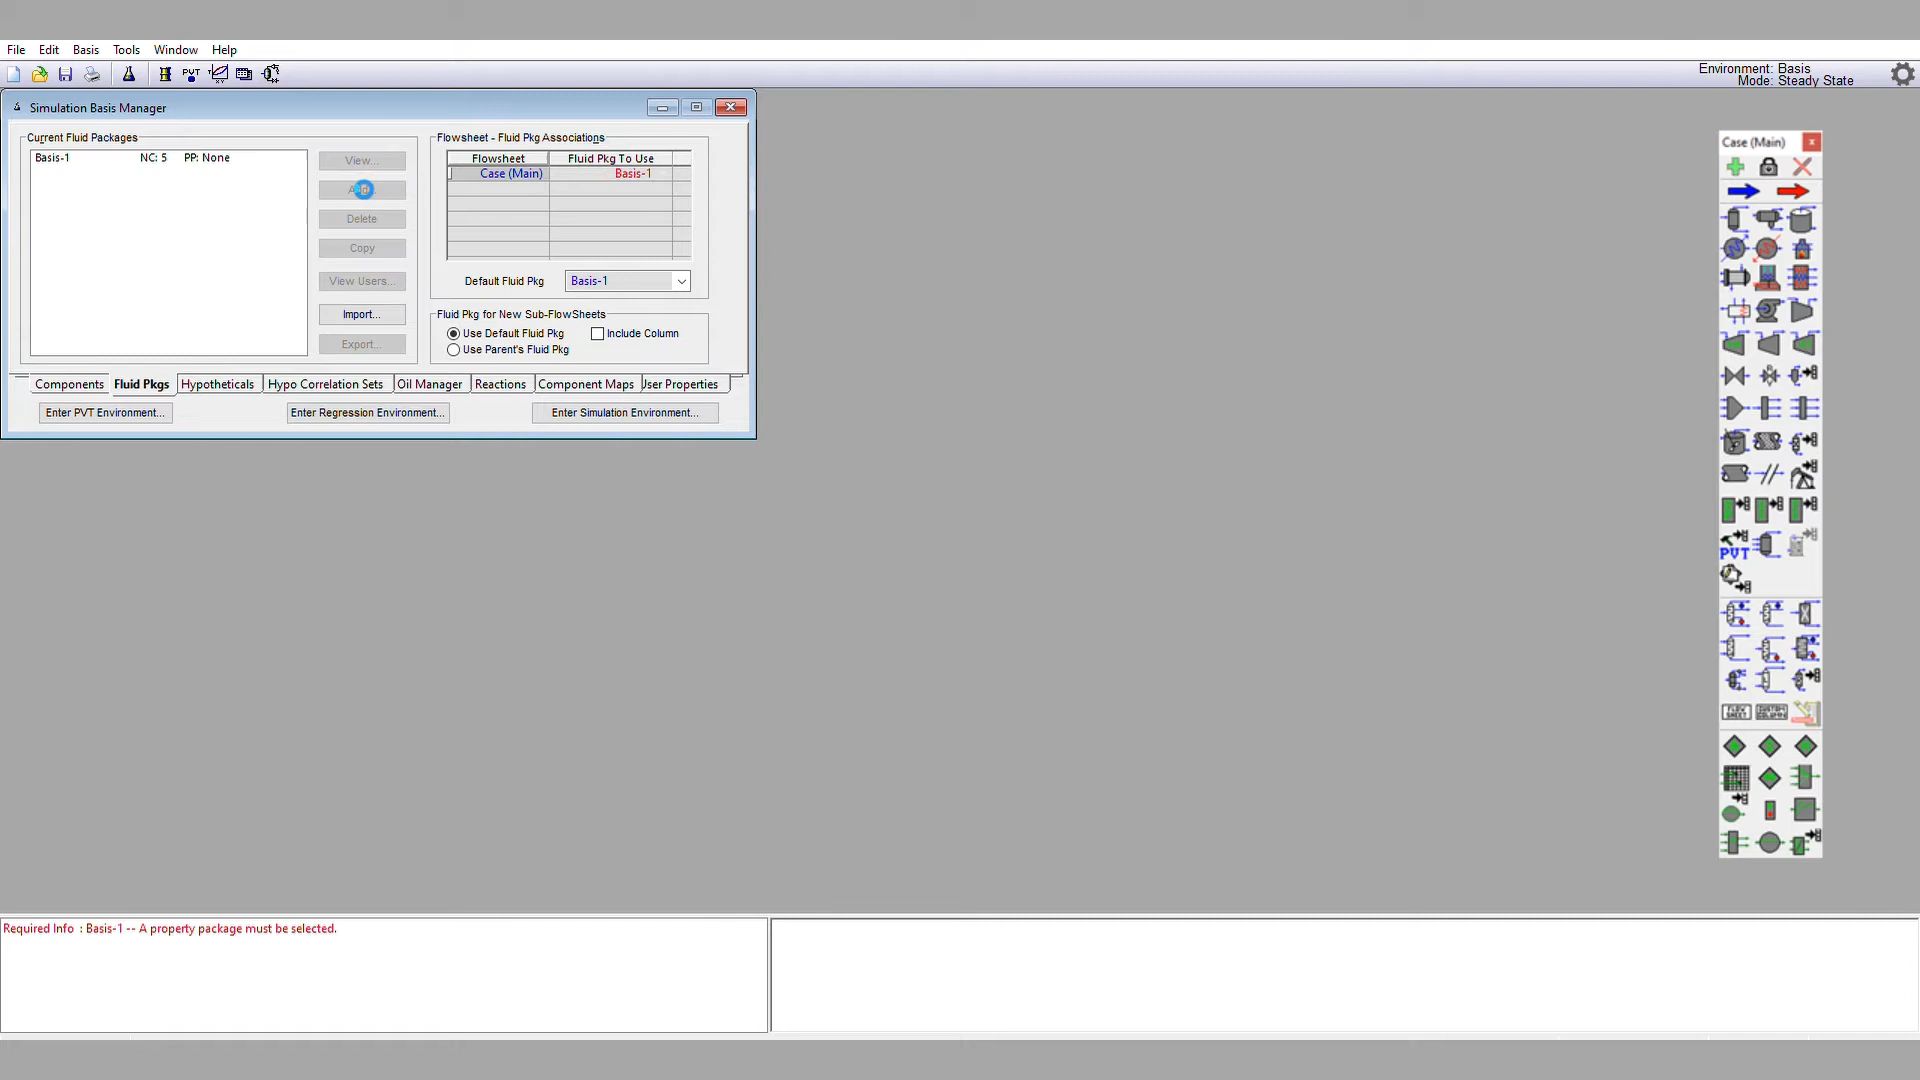 File Edit Basis Tools Window Help
PVT
Environment: Basis
Mode: Steady State
Simulation Basis Manager
Current Fluid Packages
Basis-1 NC: 5 PP: None
View...
Delete
Copy
View Users...
Import...
Export...
Flowsheet - Fluid Pkg Associations
Flowsheet Fluid Pkg To Use
Case (Main) Basis-1
Default Fluid Pkg Basis-1
Fluid Pkg for New Sub-FlowSheets
Use Default Fluid Pkg Include Column
Use Parent's Fluid Pkg
Components Fluid Pkgs Hypotheticals Hypo Correlation Sets Oil Manager Reactions Component Maps User Properties
Enter PVT Environment... Enter Regression Environment... Enter Simulation Environment...
Case (Main)
PVT
FLOW SHEET CUSTOM COLUMN
Required Info : Basis-1 -- A property package must be selected.